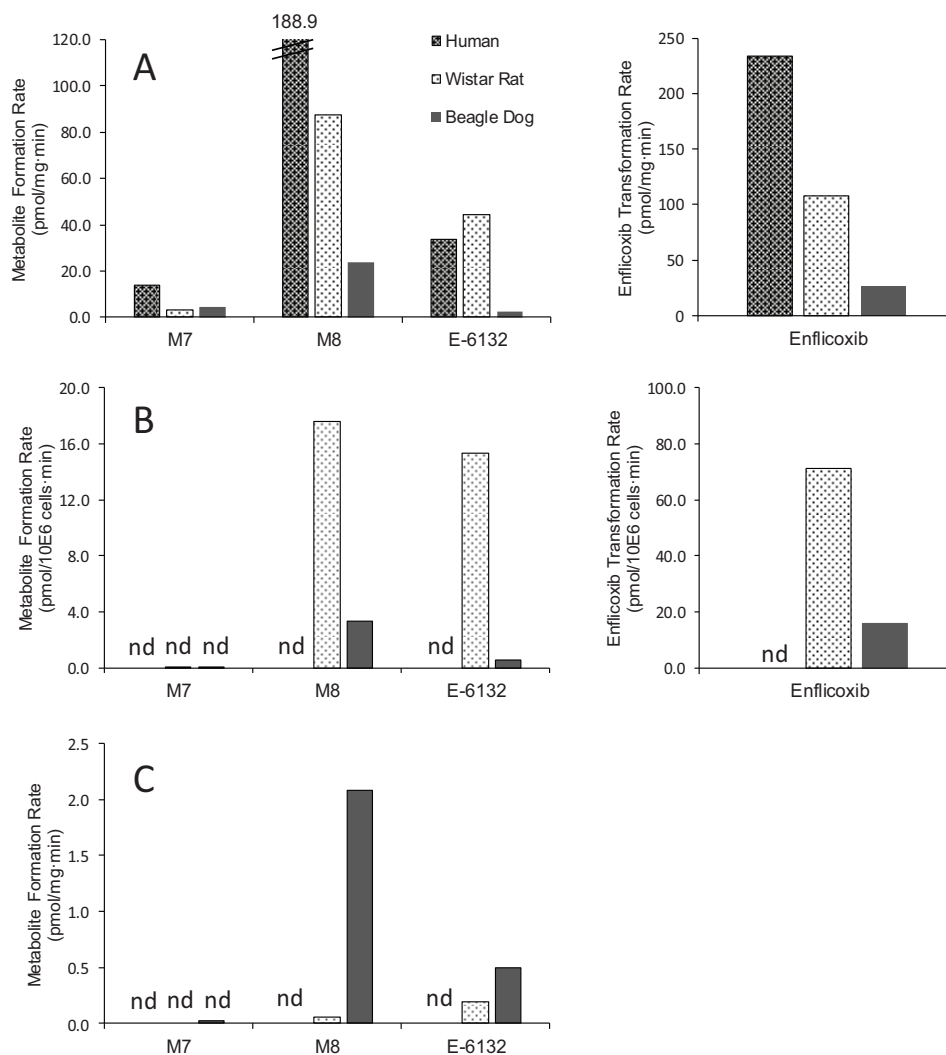 188.9
120.0
100.0
80.0
60.0
40.0
20.0
0.0
Metabolite Formation Rate
(pmol/mg·min)
A
Human
Wistar Rat
Beagle Dog
M7 M8 E-6132
250
200
150
100
50
0
Enflicoxib Transformation Rate
(pmol/mg·min)
Enflicoxib
20.0
16.0
12.0
8.0
4.0
0.0
Metabolite Formation Rate
(pmol/10E6 cells·min)
B
nd nd nd nd nd
M7 M8 E-6132
100.0
80.0
60.0
40.0
20.0
0.0
Enflicoxib Transformation Rate
(pmol/10E6 cells·min)
nd
Enflicoxib
2.5
2.0
1.5
1.0
0.5
0.0
Metabolite Formation Rate
(pmol/mg·min)
C
nd nd nd nd nd
M7 M8 E-6132